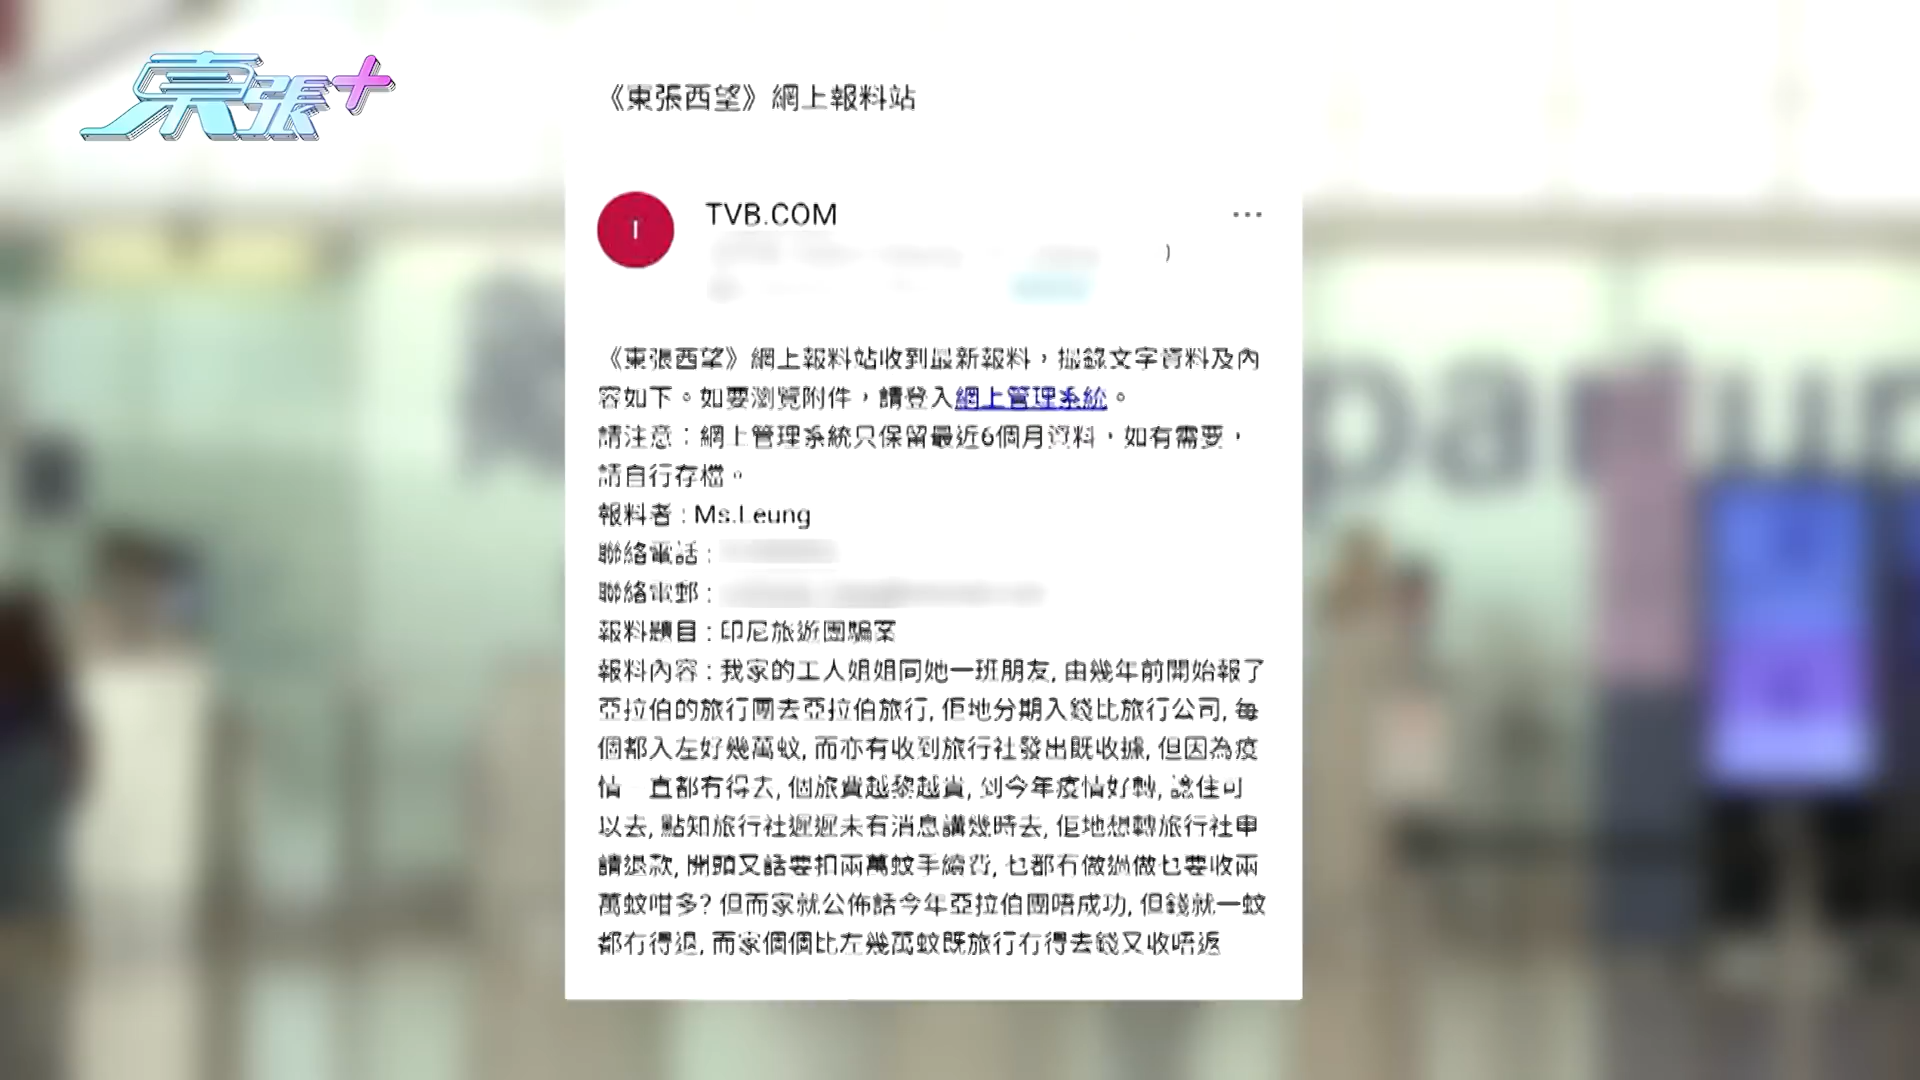 東張+
《東張西望》網上報料站
I
TVB.COM
...
)
《東張西望》網上報料站收到最新報料，摘錄文字資料及內
容如下。如要瀏覽附件，請登入網上管理系統。
請注意：網上管理系統只保留最近6個月資料，如有需要，
請自行存檔。
報料者 : Ms.Leung
聯絡電話 :
聯絡電郵 :
報料題目 : 印尼旅遊團騙案
報料內容 : 我家的工人姐姐同她一班朋友, 由幾年前開始報了
亞拉伯的旅行團去亞拉伯旅行, 佢地分期入錢比旅行公司, 每
個都入左好幾萬蚊, 而亦有收到旅行社發出既收據, 但因為疫
情一直都冇得去, 個旅費越黎越貴, 到今年疫情好轉, 諗住可
以去, 點知旅行社遲遲未有消息講幾時去, 佢地想轉旅行社申
請退款, 開頭又話要扣兩萬蚊手續費, 乜都冇做過做乜要收兩
萬蚊咁多? 但而家就公佈話今年亞拉伯團唔成功, 但錢就一蚊
都冇得退, 而家個個比左幾萬蚊既旅行冇得去錢又收唔返